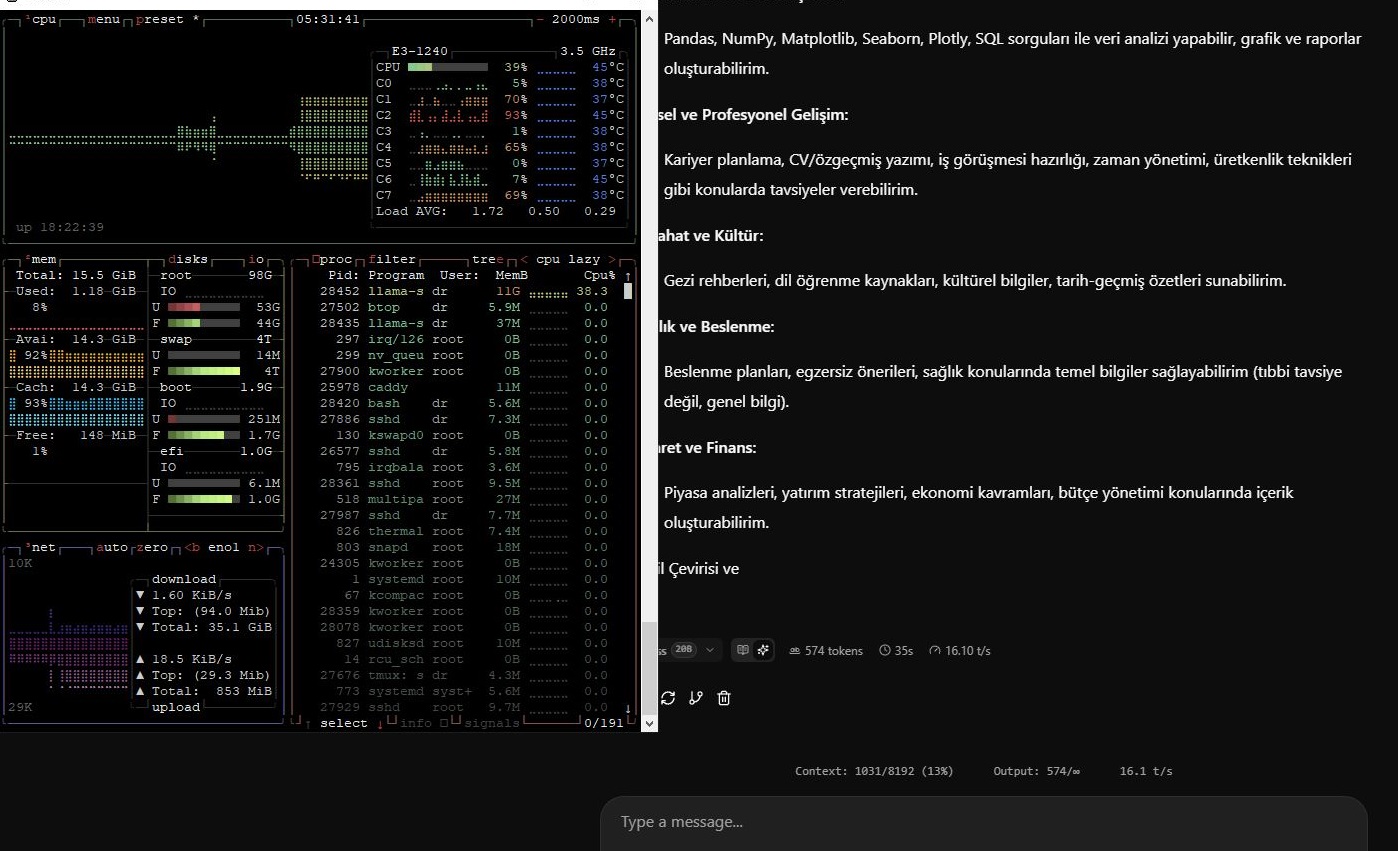 ¹cpu menu preset * 05:31:41 - 2000ms +
E3-1240 3.5 GHz
CPU 39% 45°C
C0 5% 38°C
C1 70% 37°C
C2 93% 45°C
C3 1% 38°C
C4 65% 38°C
C5 0% 37°C
C6 7% 45°C
C7 69% 38°C
Load AVG: 1.72 0.50 0.29
up 18:22:39
²mem disks io
Total: 15.5 GiB
Used: 1.18 GiB
8%
Avai: 14.3 GiB
92%
Cach: 14.3 GiB
93%
Free: 148 MiB
1%
root 98G
IO
U 53G
F 44G
swap 4T
U 14M
F 4T
boot 1.9G
IO
U 251M
F 1.7G
efi 1.0G
IO
U 6.1M
F 1.0G
³net auto zero <b eno1 n>
10K
download
▼ 1.60 KiB/s
▼ Top: (94.0 Mib)
▼ Total: 35.1 GiB
▲ 18.5 KiB/s
▲ Top: (29.3 Mib)
▲ Total: 853 MiB
upload
29K
proc filter tree < cpu lazy >
Pid: Program User: MemB Cpu% ↑
28452 llama-s dr 11G 38.3
27502 btop dr 5.9M 0.0
28435 llama-s dr 37M 0.0
297 irq/126 root 0B 0.0
299 nv_queu root 0B 0.0
27900 kworker root 0B 0.0
25978 caddy 11M 0.0
28420 bash dr 5.6M 0.0
27886 sshd dr 7.3M 0.0
130 kswapd0 root 0B 0.0
26577 sshd dr 5.8M 0.0
795 irqbala root 3.6M 0.0
28361 sshd root 9.5M 0.0
518 multipa root 27M 0.0
27987 sshd dr 7.7M 0.0
826 thermal root 7.4M 0.0
803 snapd root 18M 0.0
24305 kworker root 0B 0.0
1 systemd root 10M 0.0
67 kcompac root 0B 0.0
28359 kworker root 0B 0.0
28078 kworker root 0B 0.0
827 udisksd root 10M 0.0
14 rcu_sch root 0B 0.0
27676 tmux: s dr 4.3M 0.0
773 systemd syst+ 5.6M 0.0
27929 sshd root 9.7M 0.0 ↓
↑ select ↓ info signals 0/191
Pandas, NumPy, Matplotlib, Seaborn, Plotly, SQL sorguları ile veri analizi yapabilir, grafik ve raporlar
oluşturabilirim.
sel ve Profesyonel Gelişim:
Kariyer planlama, CV/özgeçmiş yazımı, iş görüşmesi hazırlığı, zaman yönetimi, üretkenlik teknikleri
gibi konularda tavsiyeler verebilirim.
ahat ve Kültür:
Gezi rehberleri, dil öğrenme kaynakları, kültürel bilgiler, tarih-geçmiş özetleri sunabilirim.
lık ve Beslenme:
Beslenme planları, egzersiz önerileri, sağlık konularında temel bilgiler sağlayabilirim (tıbbi tavsiye
değil, genel bilgi).
aret ve Finans:
Piyasa analizleri, yatırım stratejileri, ekonomi kavramları, bütçe yönetimi konularında içerik
oluşturabilirim.
il Çevirisi ve
ss 20B 574 tokens 35s 16.10 t/s
Context: 1031/8192 (13%) Output: 574/∞ 16.1 t/s
Type a message...